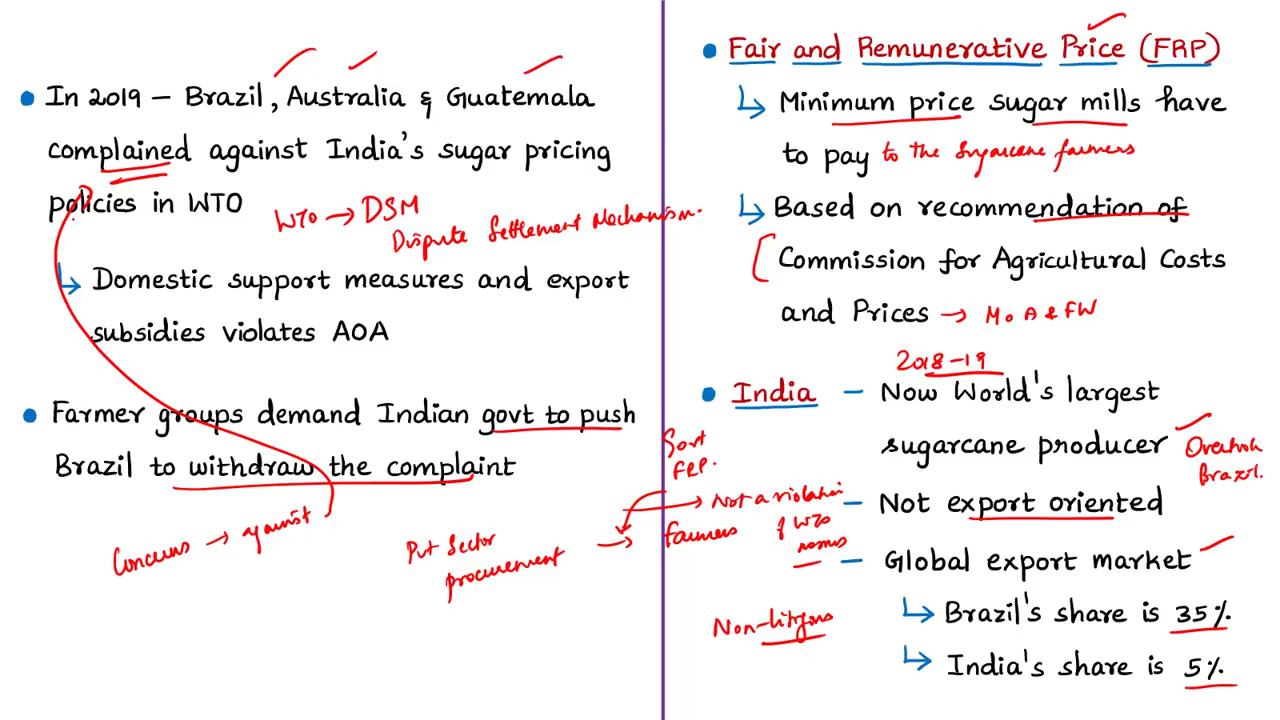 In 2019 – Brazil, Australia & Guatemala
complained against India's sugar pricing
policies in WTO
WTO → DSM
Dispute Settlement Mechanism.
Domestic support measures and export
subsidies violates AOA
Farmer groups demand Indian govt to push
Brazil to withdraw the complaint
Concerns → against
Pvt Sector
procurement →
farmers
Govt
FRP.
→ Not a violation
of WTO
norms
Fair and Remunerative Price (FRP)
Minimum price sugar mills have
to pay to the Sugarcane farmers
Based on recommendation of
Commission for Agricultural Costs
and Prices → MoA & FW
2018-19
India – Now World's largest
sugarcane producer
Overtook
Brazil.
– Not export oriented
– Global export market
Brazil's share is 35%.
India's share is 5%.